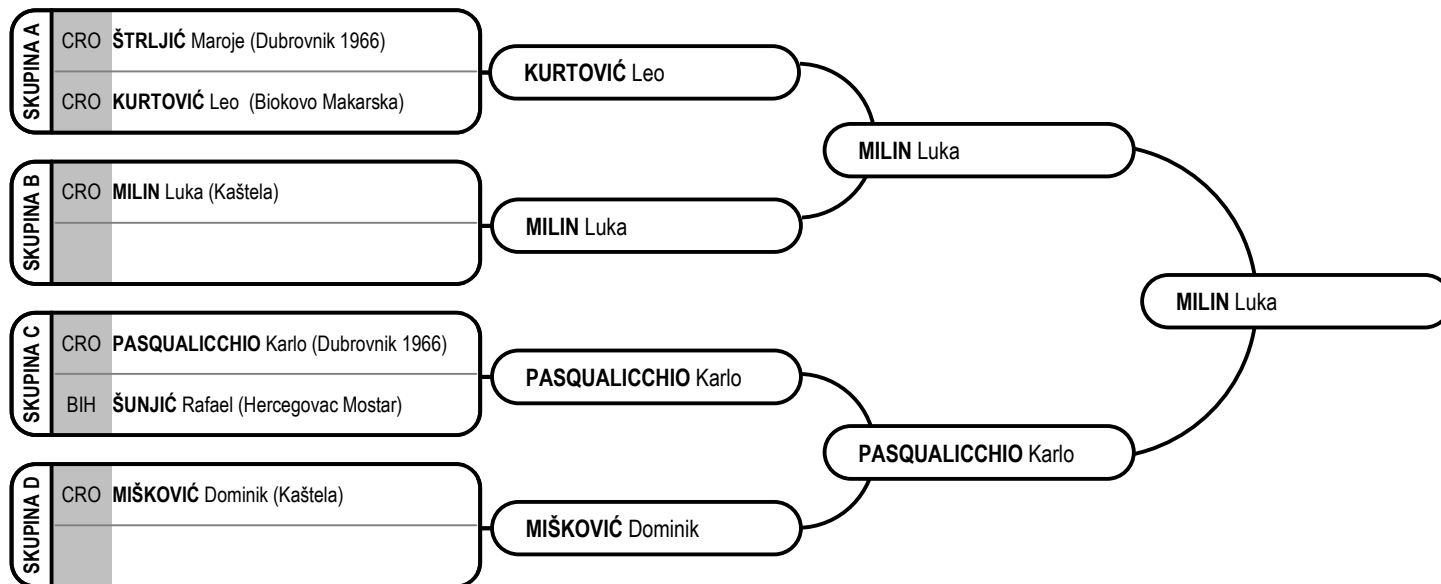 SKUPINA A
CRO ŠTRLJIĆ Maroje (Dubrovnik 1966)
CRO KURTOVIĆ Leo (Biokovo Makarska)
SKUPINA B
CRO MILIN Luka (Kaštela)
SKUPINA C
CRO PASQUALICCHIO Karlo (Dubrovnik 1966)
BIH ŠUNJIĆ Rafael (Hercegovac Mostar)
SKUPINA D
CRO MIŠKOVIĆ Dominik (Kaštela)
KURTOVIĆ Leo
MILIN Luka
PASQUALICCHIO Karlo
MIŠKOVIĆ Dominik
MILIN Luka
PASQUALICCHIO Karlo
MILIN Luka